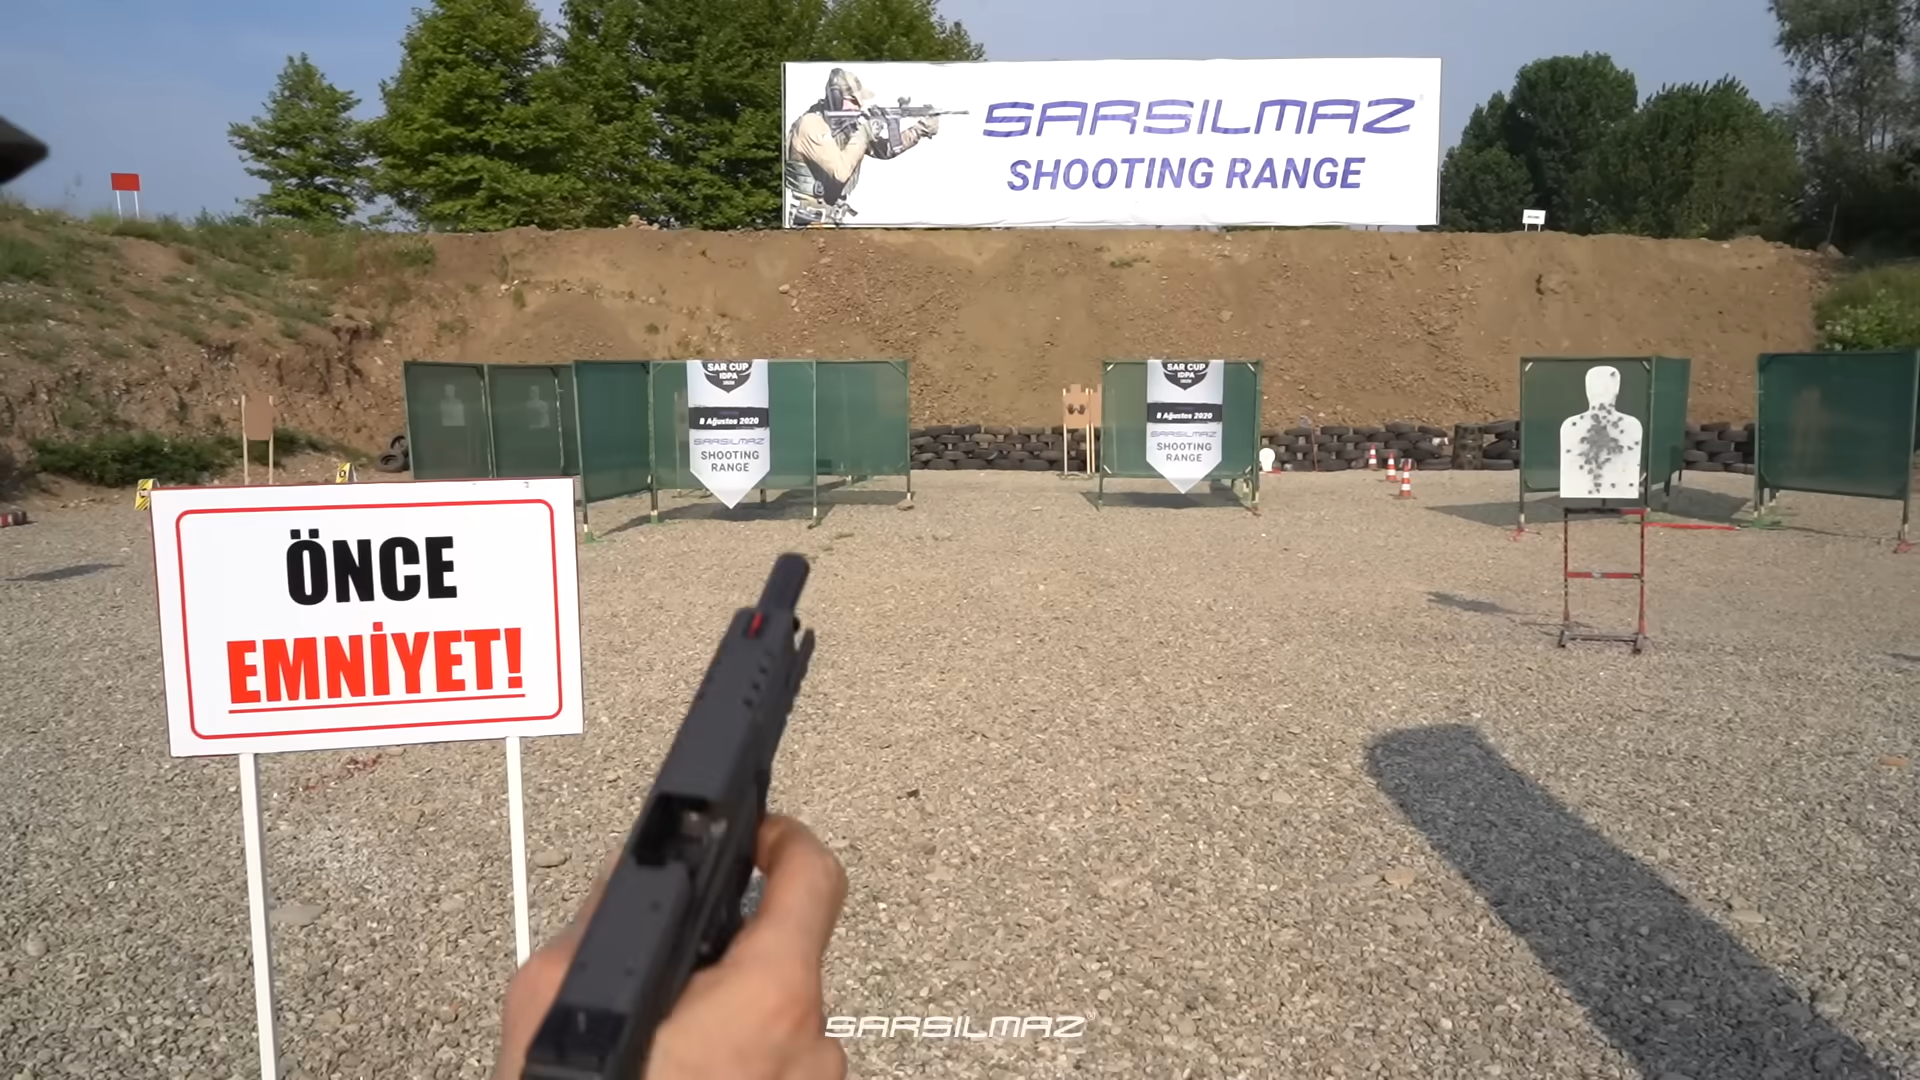 SARSILMAZ
SHOOTING RANGE
SAR CUP
IDPA
8 Ağustos 2020
SARSILMAZ
SHOOTING
RANGE
SAR CUP
IDPA
8 Ağustos 2020
SARSILMAZ
SHOOTING
RANGE
ÖNCE
EMNİYET!
SARSILMAZ®